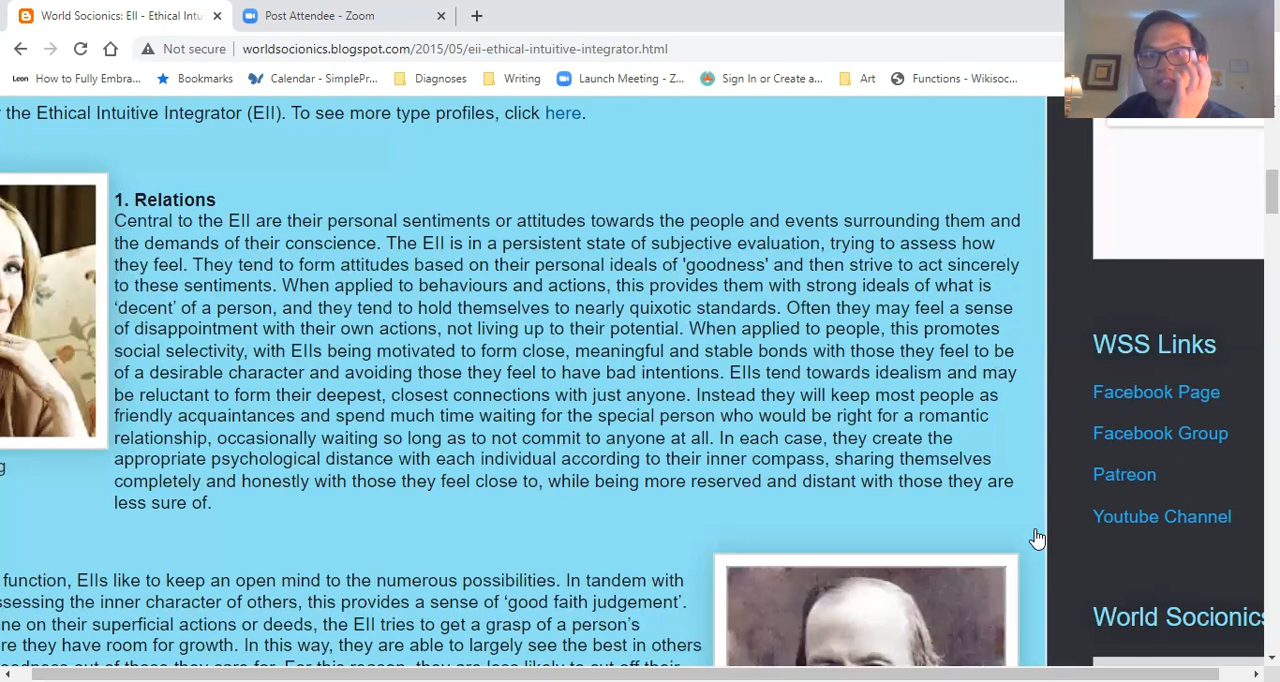 World Socionics: EII - Ethical Intu
Post Attendee - Zoom
Not secure
worldsocionics.blogspot.com/2015/05/eii-ethical-intuitive-integrator.html
Leon How to Fully Embra... Bookmarks Calendar - SimplePr... Diagnoses Writing Launch Meeting - Z... Sign In or Create a... Art Functions - Wikisoc...
the Ethical Intuitive Integrator (EII). To see more type profiles, click here.
1. Relations
Central to the EII are their personal sentiments or attitudes towards the people and events surrounding them and
the demands of their conscience. The EII is in a persistent state of subjective evaluation, trying to assess how
they feel. They tend to form attitudes based on their personal ideals of 'goodness' and then strive to act sincerely
to these sentiments. When applied to behaviours and actions, this provides them with strong ideals of what is
‘decent’ of a person, and they tend to hold themselves to nearly quixotic standards. Often they may feel a sense
of disappointment with their own actions, not living up to their potential. When applied to people, this promotes
social selectivity, with EIIs being motivated to form close, meaningful and stable bonds with those they feel to be
of a desirable character and avoiding those they feel to have bad intentions. EIIs tend towards idealism and may
be reluctant to form their deepest, closest connections with just anyone. Instead they will keep most people as
friendly acquaintances and spend much time waiting for the special person who would be right for a romantic
relationship, occasionally waiting so long as to not commit to anyone at all. In each case, they create the
appropriate psychological distance with each individual according to their inner compass, sharing themselves
completely and honestly with those they feel close to, while being more reserved and distant with those they are
less sure of.
function, EIIs like to keep an open mind to the numerous possibilities. In tandem with
ssessing the inner character of others, this provides a sense of ‘good faith judgement’.
ne on their superficial actions or deeds, the EII tries to get a grasp of a person’s
re they have room for growth. In this way, they are able to largely see the best in others
WSS Links
Facebook Page
Facebook Group
Patreon
Youtube Channel
World Socionics